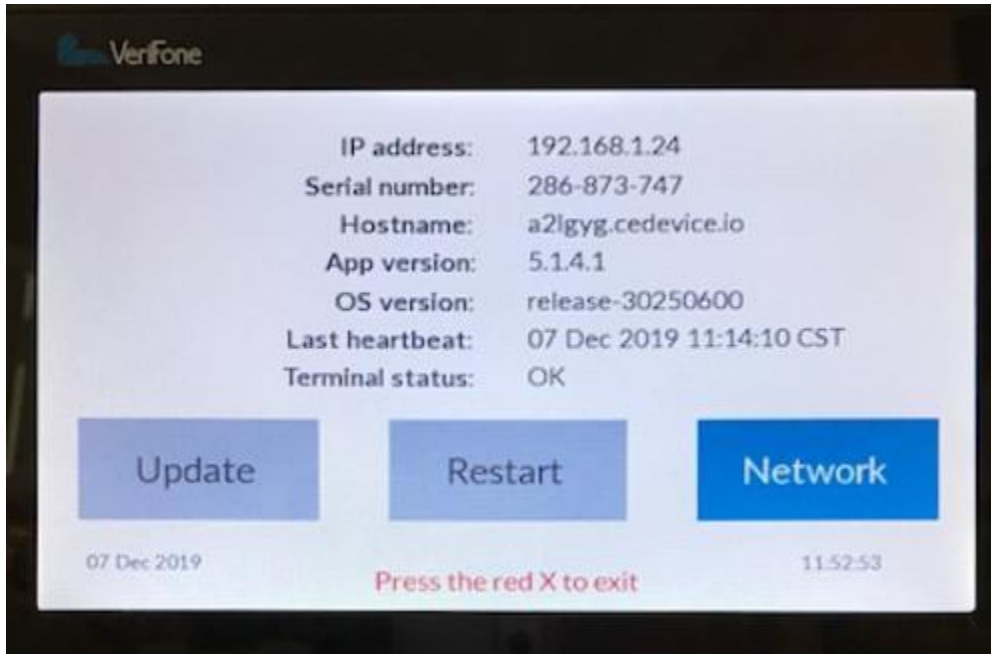 VeriFone
IP address: 192.168.1.24
Serial number: 286-873-747
Hostname: a2lgyg.cedevice.io
App version: 5.1.4.1
OS version: release-30250600
Last heartbeat: 07 Dec 2019 11:14:10 CST
Terminal status: OK
Update Restart Network
07 Dec 2019 11:52:53
Press the red X to exit